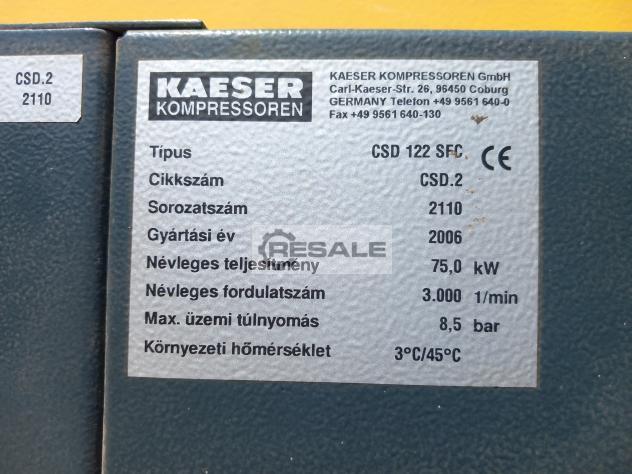 CSD.2
2110
KAESER
KOMPRESSOREN
KAESER KOMPRESSOREN GmbH
Carl-Kaeser-Str. 26, 96450 Coburg
GERMANY Telefon +49 9561 640-0
Fax +49 9561 640-130
Típus CSD 122 SFC CE
Cikkszám CSD.2
Sorozatszám 2110
Gyártási év 2006
RESALE
Névleges teljesítmény 75,0 kW
Névleges fordulatszám 3.000 1/min
Max. üzemi túlnyomás 8,5 bar
Környezeti hőmérséklet 3°C/45°C